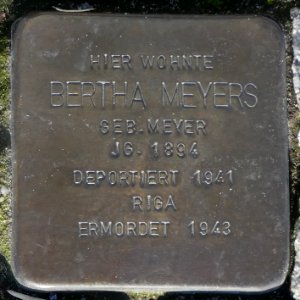 HIER WOHNTE
BERTHA MEYERS
GEB. MEYER
JG. 1894
DEPORTIERT 1941
RIGA
ERMORDET 1943